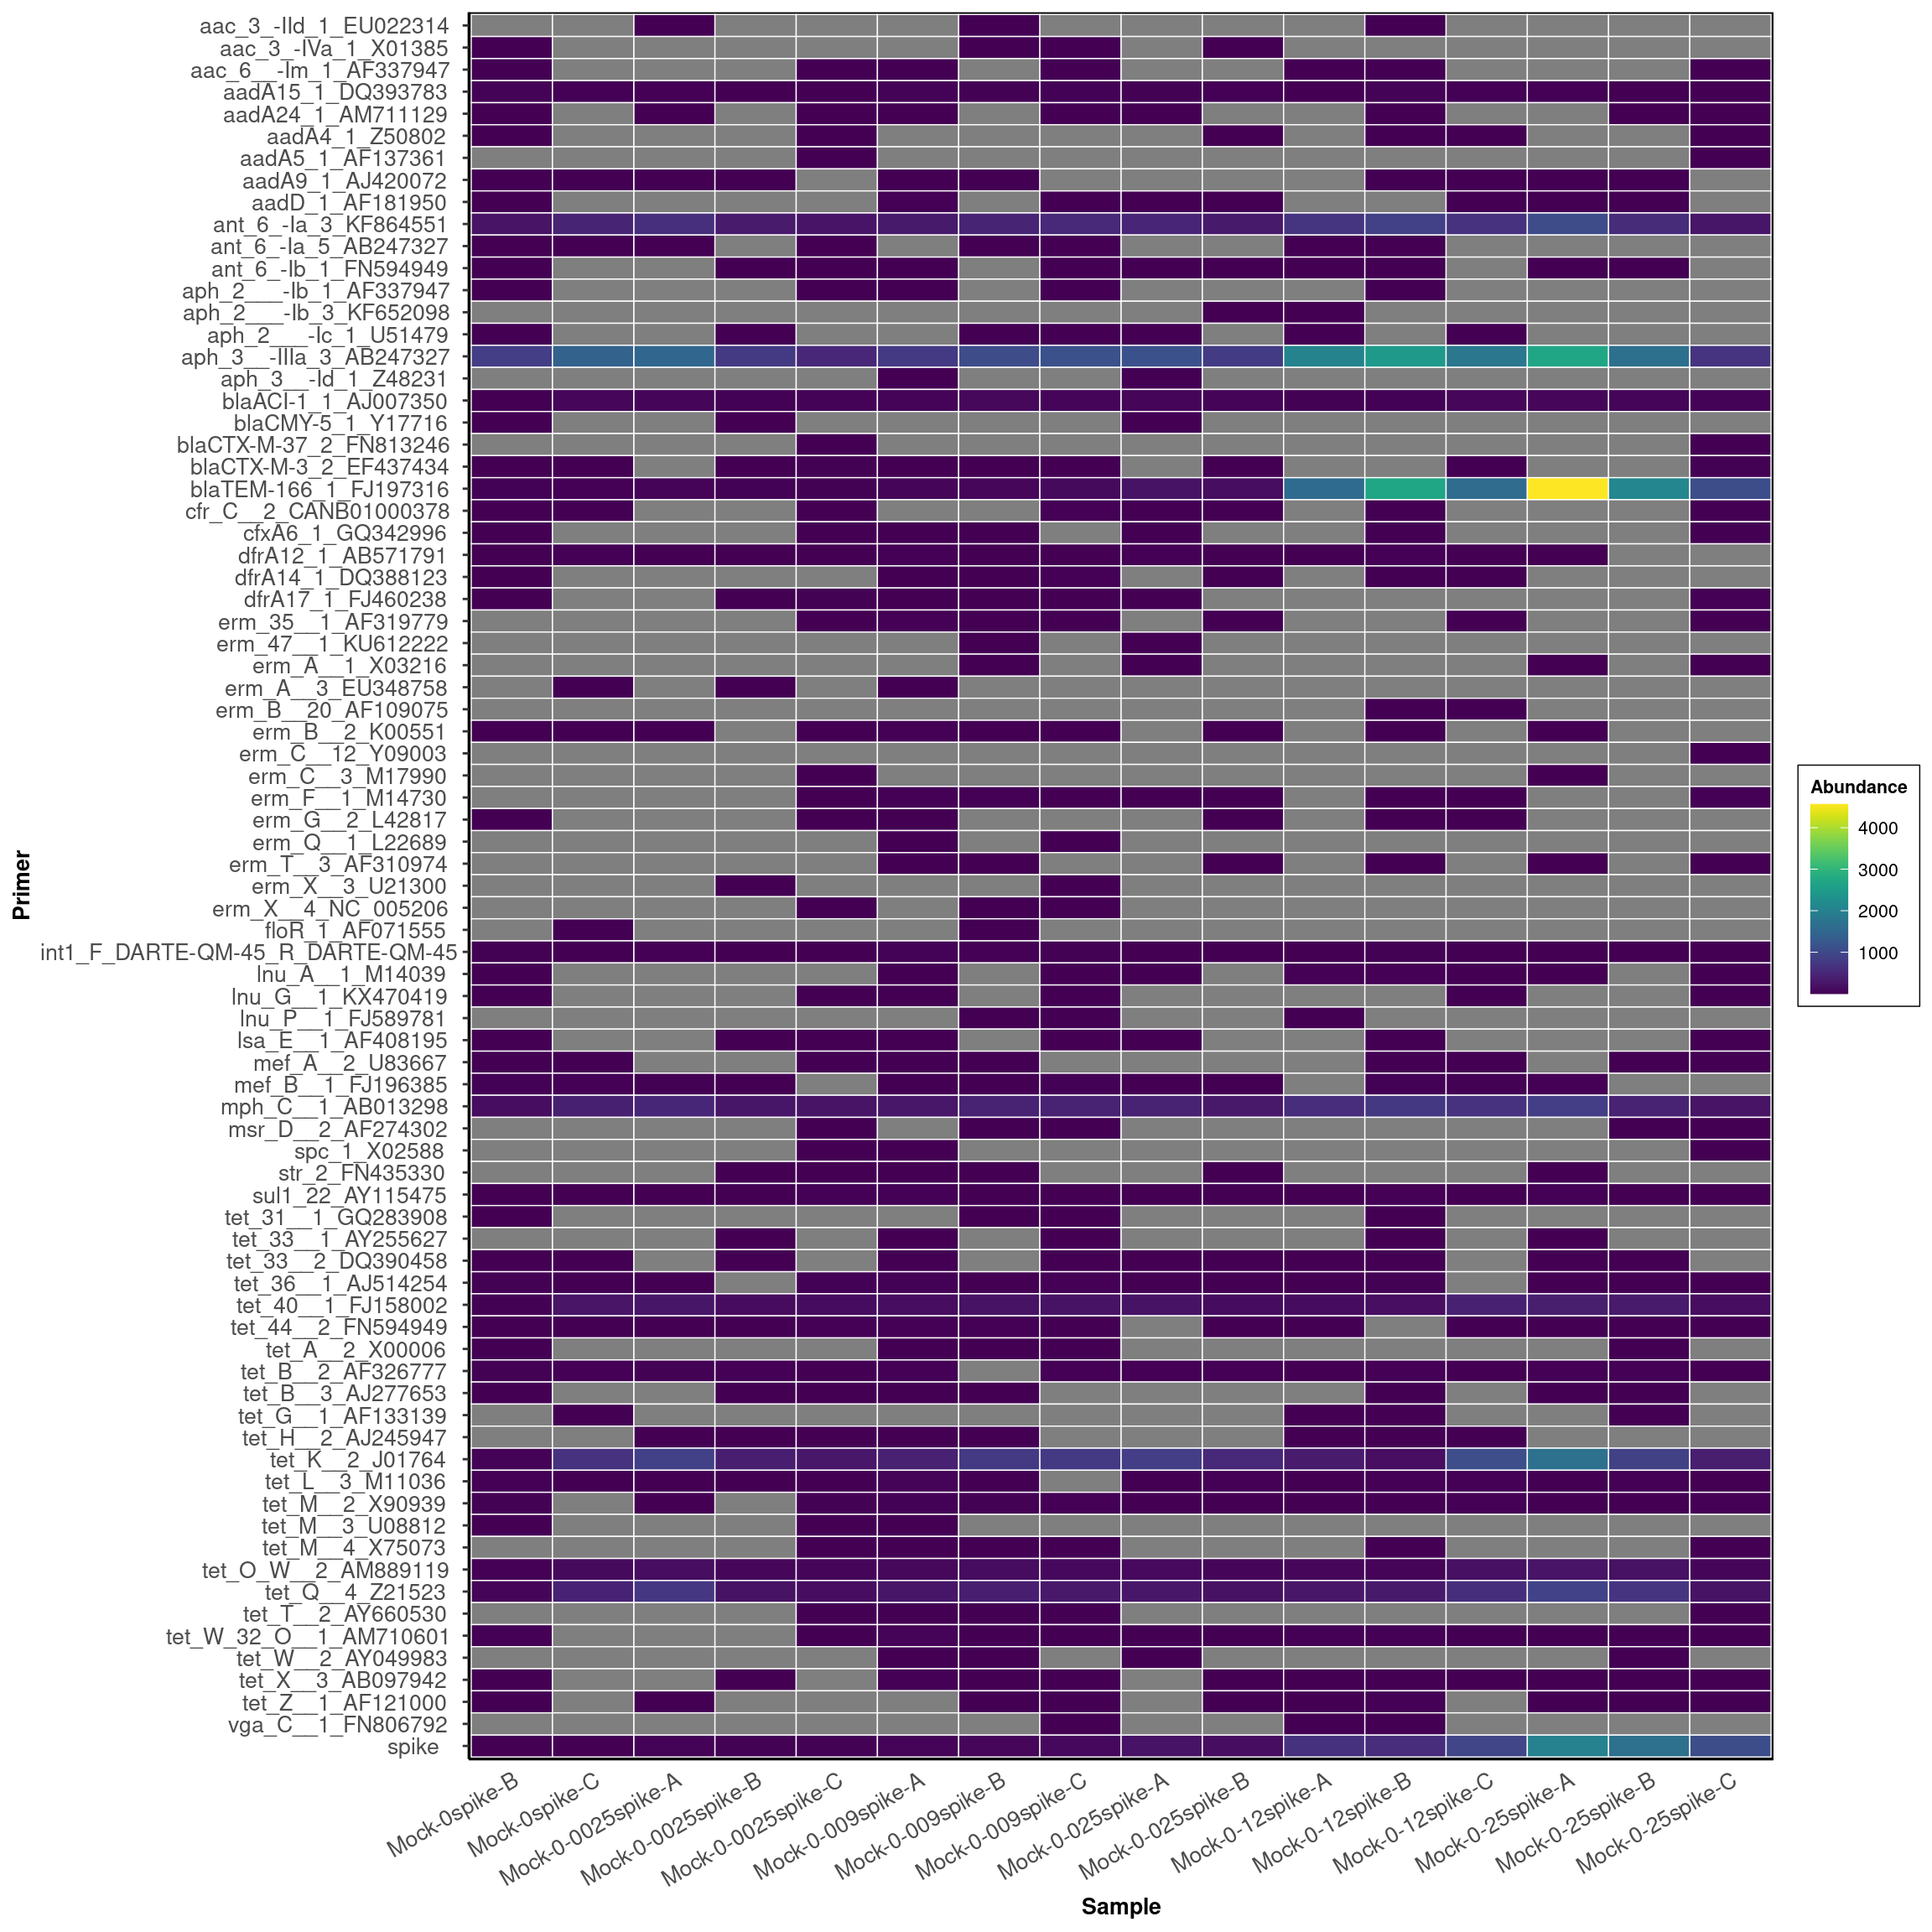 aac_3_-IId_1_EU022314
aac_3_-IVa_1_X01385
aac_6__-Im_1_AF337947
aadA15_1_DQ393783
aadA24_1_AM711129
aadA4_1_Z50802
aadA5_1_AF137361
aadA9_1_AJ420072
aadD_1_AF181950
ant_6_-Ia_3_KF864551
ant_6_-Ia_5_AB247327
ant_6_-Ib_1_FN594949
aph_2___-Ib_1_AF337947
aph_2___-Ib_3_KF652098
aph_2___-Ic_1_U51479
aph_3__-IIIa_3_AB247327
aph_3__-Id_1_Z48231
blaACI-1_1_AJ007350
blaCMY-5_1_Y17716
blaCTX-M-37_2_FN813246
blaCTX-M-3_2_EF437434
blaTEM-166_1_FJ197316
cfr_C__2_CANB01000378
cfxA6_1_GQ342996
dfrA12_1_AB571791
dfrA14_1_DQ388123
dfrA17_1_FJ460238
erm_35__1_AF319779
erm_47__1_KU612222
erm_A__1_X03216
erm_A__3_EU348758
erm_B__20_AF109075
erm_B__2_K00551
erm_C__12_Y09003
erm_C__3_M17990
erm_F__1_M14730
erm_G__2_L42817
erm_Q__1_L22689
erm_T__3_AF310974
erm_X__3_U21300
erm_X__4_NC_005206
floR_1_AF071555
int1_F_DARTE-QM-45_R_DARTE-QM-45
lnu_A__1_M14039
lnu_G__1_KX470419
lnu_P__1_FJ589781
lsa_E__1_AF408195
mef_A__2_U83667
mef_B__1_FJ196385
mph_C__1_AB013298
msr_D__2_AF274302
spc_1_X02588
str_2_FN435330
sul1_22_AY115475
tet_31__1_GQ283908
tet_33__1_AY255627
tet_33__2_DQ390458
tet_36__1_AJ514254
tet_40__1_FJ158002
tet_44__2_FN594949
tet_A__2_X00006
tet_B__2_AF326777
tet_B__3_AJ277653
tet_G__1_AF133139
tet_H__2_AJ245947
tet_K__2_J01764
tet_L__3_M11036
tet_M__2_X90939
tet_M__3_U08812
tet_M__4_X75073
tet_O_W__2_AM889119
tet_Q__4_Z21523
tet_T__2_AY660530
tet_W_32_O__1_AM710601
tet_W__2_AY049983
tet_X__3_AB097942
tet_Z__1_AF121000
vga_C__1_FN806792
spike
Primer
Mock-0spike-B
Mock-0spike-C
Mock-0-0025spike-A
Mock-0-0025spike-B
Mock-0-0025spike-C
Mock-0-009spike-A
Mock-0-009spike-B
Mock-0-009spike-C
Mock-0-025spike-A
Mock-0-025spike-B
Mock-0-12spike-A
Mock-0-12spike-B
Mock-0-12spike-C
Mock-0-25spike-A
Mock-0-25spike-B
Mock-0-25spike-C
Sample
Abundance
4000
3000
2000
1000